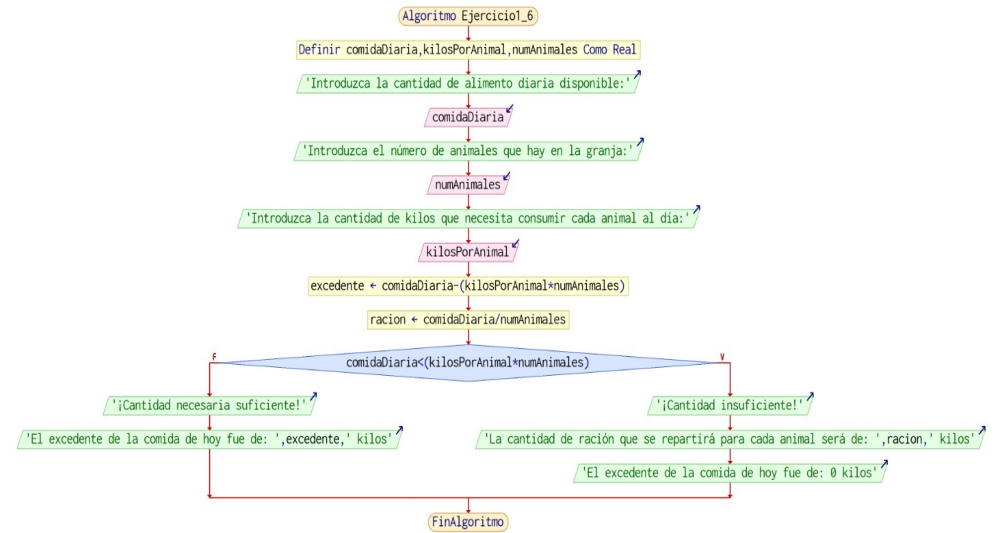 Algoritmo Ejercicio1_6
Definir comidaDiaria,kilosPorAnimal,numAnimales Como Real
'Introduzca la cantidad de alimento diaria disponible:'
comidaDiaria
'Introduzca el número de animales que hay en la granja:'
numAnimales
'Introduzca la cantidad de kilos que necesita consumir cada animal al día:'
kilosPorAnimal
excedente ← comidaDiaria-(kilosPorAnimal*numAnimales)
racion ← comidaDiaria/numAnimales
comidaDiaria<(kilosPorAnimal*numAnimales)
F
V
'¡Cantidad necesaria suficiente!'
'El excedente de la comida de hoy fue de: ',excedente,' kilos'
'¡Cantidad insuficiente!'
'La cantidad de ración que se repartirá para cada animal será de: ',racion,' kilos'
'El excedente de la comida de hoy fue de: 0 kilos'
FinAlgoritmo